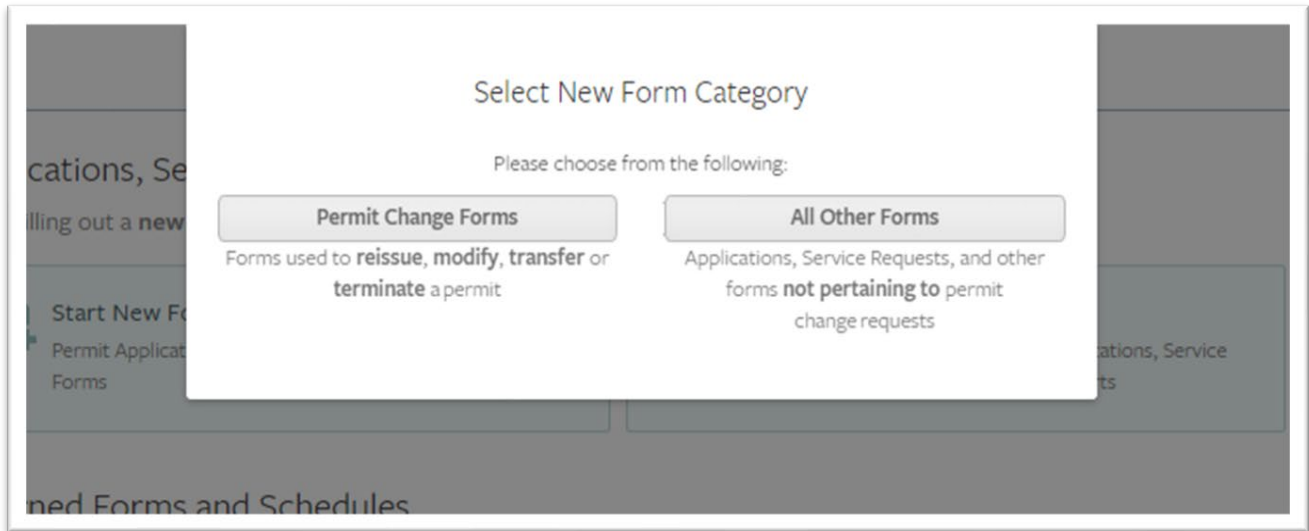 Select New Form Category
Please choose from the following:
Permit Change Forms
All Other Forms
Forms used to reissue, modify, transfer or
terminate a permit
Applications, Service Requests, and other
forms not pertaining to permit
change requests
cations, Se
illing out a new
Start New Fo
Permit Applicat
Forms
ations, Service
ts
ned Forms and Schedules